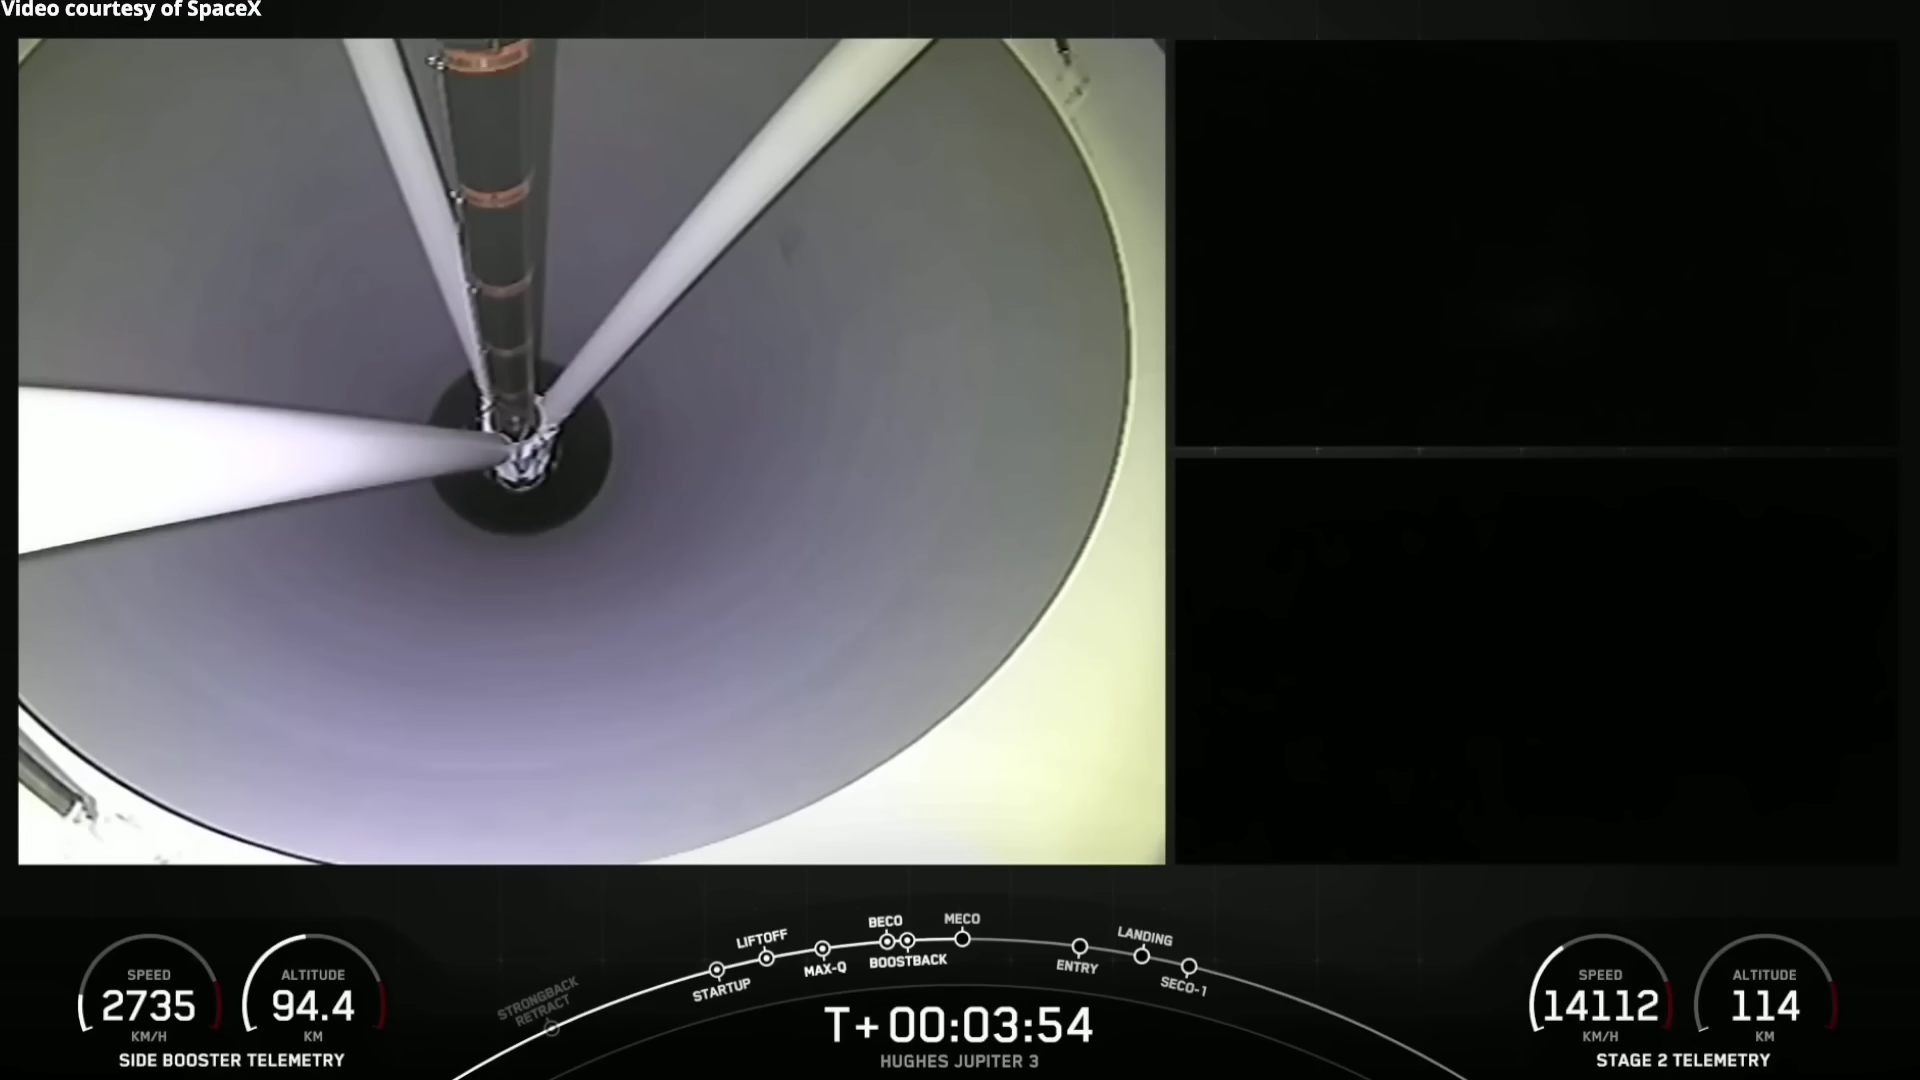 Video courtesy of SpaceX
STRONGBACK
RETRACT
STARTUP
LIFTOFF
MAX-Q
BECO
BOOSTBACK
MECO
ENTRY
LANDING
SECO-1
SPEED
2735
KM/H
ALTITUDE
94.4
KM
SIDE BOOSTER TELEMETRY
T+00:03:54
HUGHES JUPITER 3
SPEED
14112
KM/H
ALTITUDE
114
KM
STAGE 2 TELEMETRY